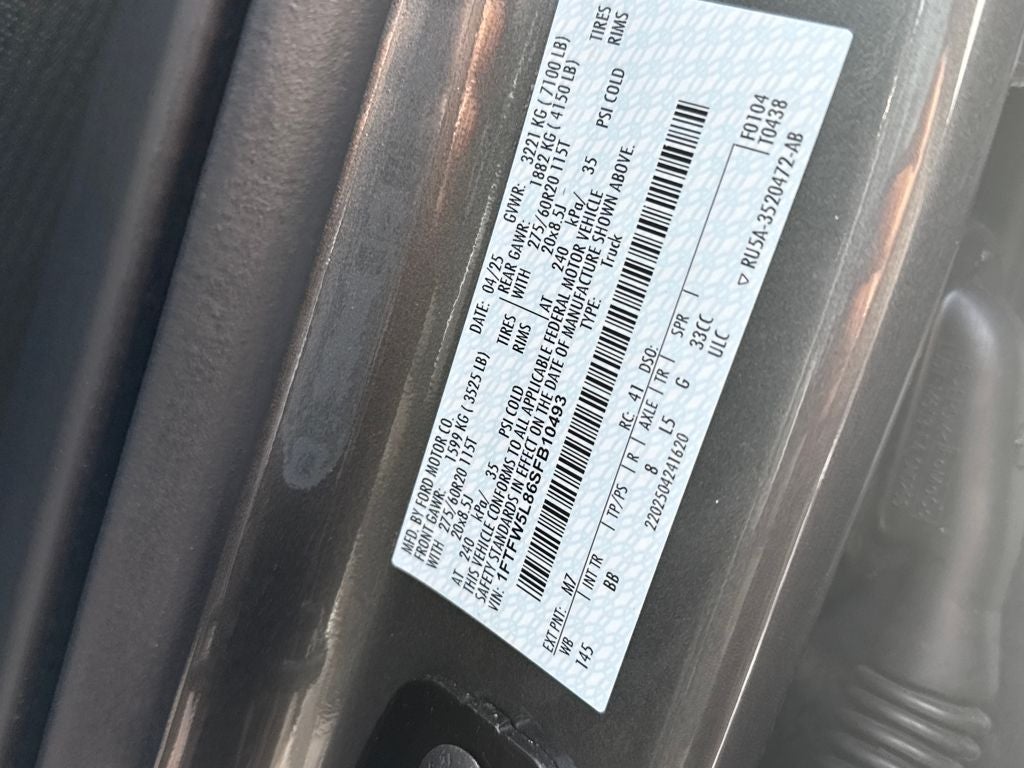 MFD. BY FORD MOTOR CO. DATE: 04/25 GVWR: 3221 KG ( 7100 LB)
FRONT GAWR: 1599 KG ( 3525 LB) REAR GAWR: 1882 KG ( 4150 LB)
WITH 275/60R20 115T TIRES WITH 275/60R20 115T TIRES
20x8.5J RIMS 20x8.5J RIMS
AT 240 kPa/ 35 PSI COLD AT 240 kPa/ 35 PSI COLD
THIS VEHICLE CONFORMS TO ALL APPLICABLE FEDERAL MOTOR VEHICLE
SAFETY STANDARDS IN EFFECT ON THE DATE OF MANUFACTURE SHOWN ABOVE.
VIN: 1FTFW5L86SFB10493 TYPE: Truck
F0104
T0438
EXT PNT: M7 RC: 41 DSO:
WB INT TR TP/PS R AXLE TR SPR
145 BB 8 L5 G 33CC
2202504241620 UIC
▽ RU5A-3520472-AB